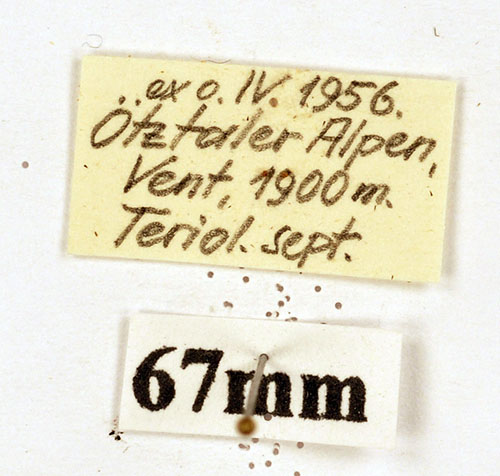 ex o. IV 1956.
Ötztaler Alpen,
Vent, 1900 m.
Teriol. sept.
67mm